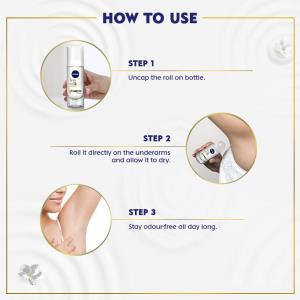 HOW TO USE
STEP 1
Uncap the roll on bottle.
NIVEA
STEP 2
Roll it directly on the underarms
and allow it to dry.
STEP 3
Stay odour-free all day long.